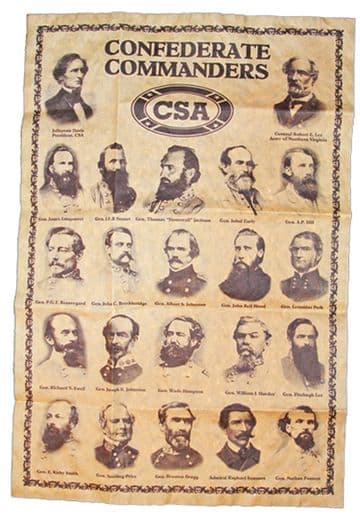 CONFEDERATE
COMMANDERS
CSA
Jefferson Davis
President, CSA
General Robert E. Lee
Army of Northern Virginia
Gen. James Longstreet
Gen. J.E.B Stuart
Gen. Thomas "Stonewall" Jackson
Gen. Jubal Early
Gen. A.P. Hill
Gen. P.G.T. Beauregard
Gen. John C. Breckinridge
Gen. Albert S. Johnston
Gen. John Bell Hood
Gen. Leonidas Polk
Gen. Richard S. Ewell
Gen. Joseph E. Johnston
Gen. Wade Hampton
Gen. William J. Hardee
Gen. Fitzhugh Lee
Gen. E. Kirby Smith
Gen. Sterling Price
Gen. Braxton Bragg
Admiral Raphael Semmes
Gen. Nathan Forrest